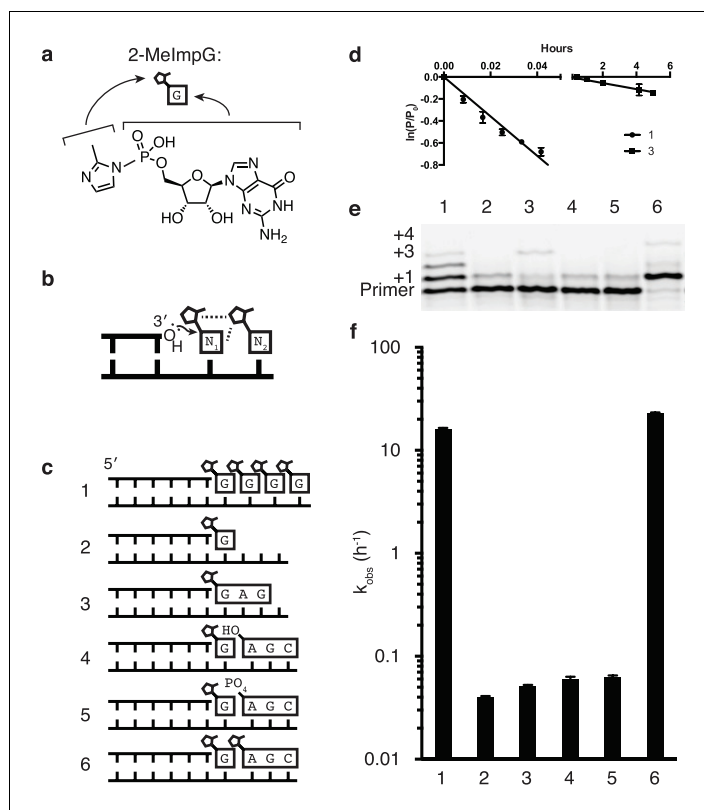 a
2-MeImpG:
G
O
OH
P
N
N
O
O
N
N
O
N
NH
N
NH2
HO
OH
b
3′
O
H
N1
N2
c
5′
1
G G G G
2
G
3
G A G
4
HO
G A G C
5
PO4
G A G C
6
G A G C
d
Hours
0.00 0.02 0.04 2 4 6
0.0
-0.2
-0.4
-0.6
-0.8
ln(P/P0)
1
3
e
1 2 3 4 5 6
+4
+3
+1
Primer
f
100
10
1
0.1
0.01
kobs (h-1)
1 2 3 4 5 6